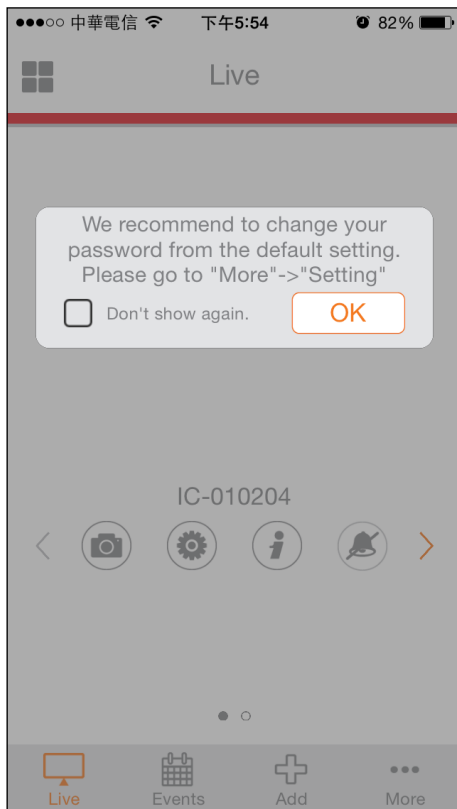 中華電信 下午5:54 82%
Live
We recommend to change your
password from the default setting.
Please go to "More"->"Setting"
Don't show again. OK
IC-010204
Live Events Add More